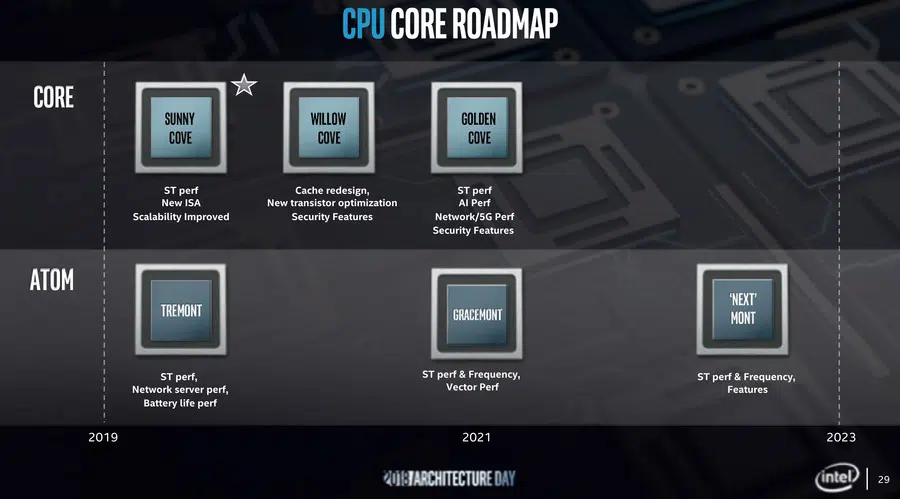 CPU CORE ROADMAP
CORE
SUNNY
COVE
WILLOW
COVE
GOLDEN
COVE
ST perf
New ISA
Scalability Improved
Cache redesign,
New transistor optimization
Security Features
ST perf
AI Perf
Network/5G Perf
Security Features
ATOM
TREMONT
GRACEMONT
‘NEXT’
MONT
ST perf,
Network server perf,
Battery life perf
ST perf & Frequency,
Vector Perf
ST perf & Frequency,
Features
2019
2021
2023
2018 ARCHITECTURE DAY
intel
29